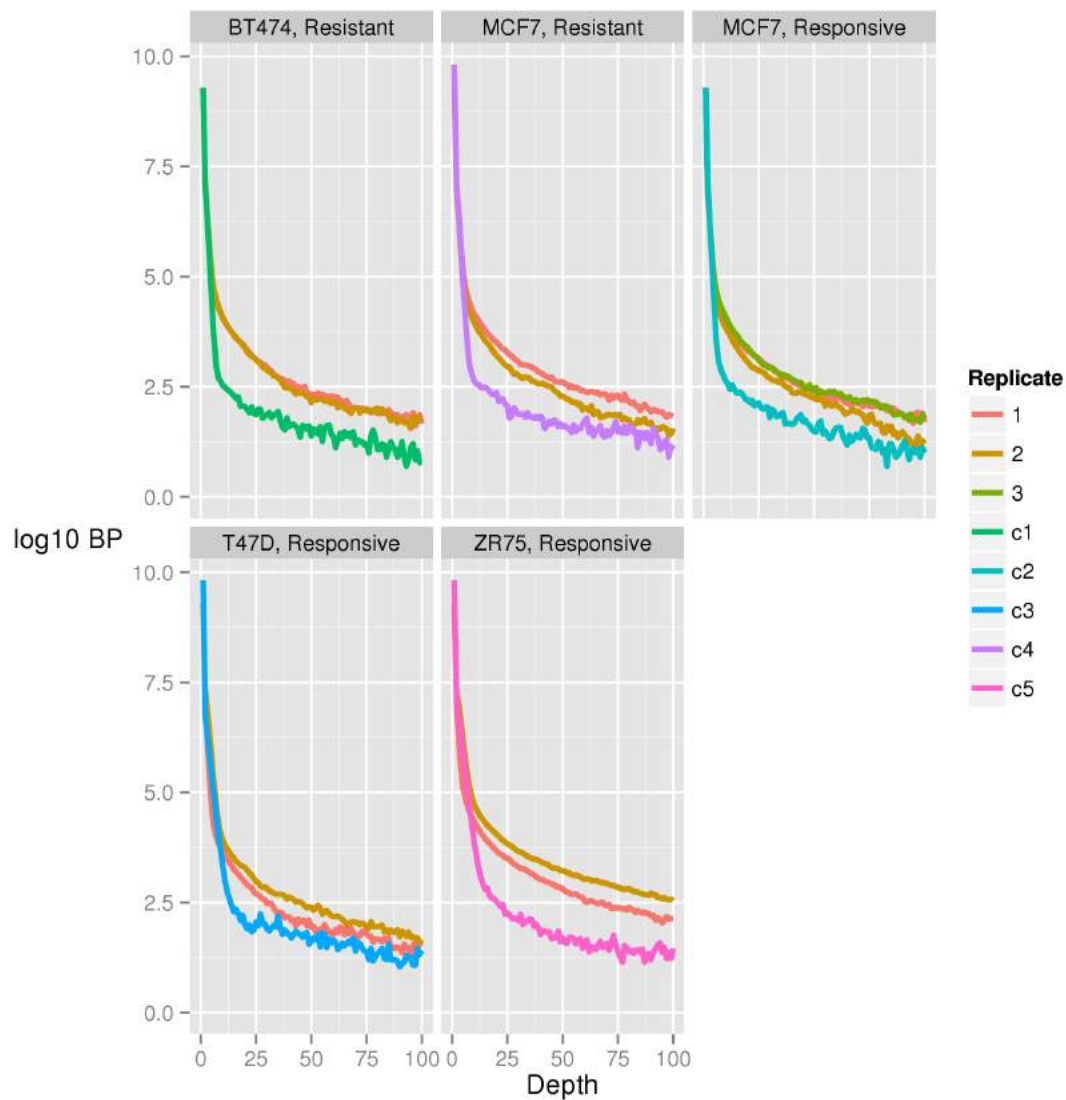 BT474, Resistant
MCF7, Resistant
MCF7, Responsive
10.0
7.5
5.0
2.5
0.0
log10 BP
T47D, Responsive
ZR75, Responsive
10.0
7.5
5.0
2.5
0.0
0 25 50 75 100
0 25 50 75 100
Depth
Replicate
1
2
3
c1
c2
c3
c4
c5